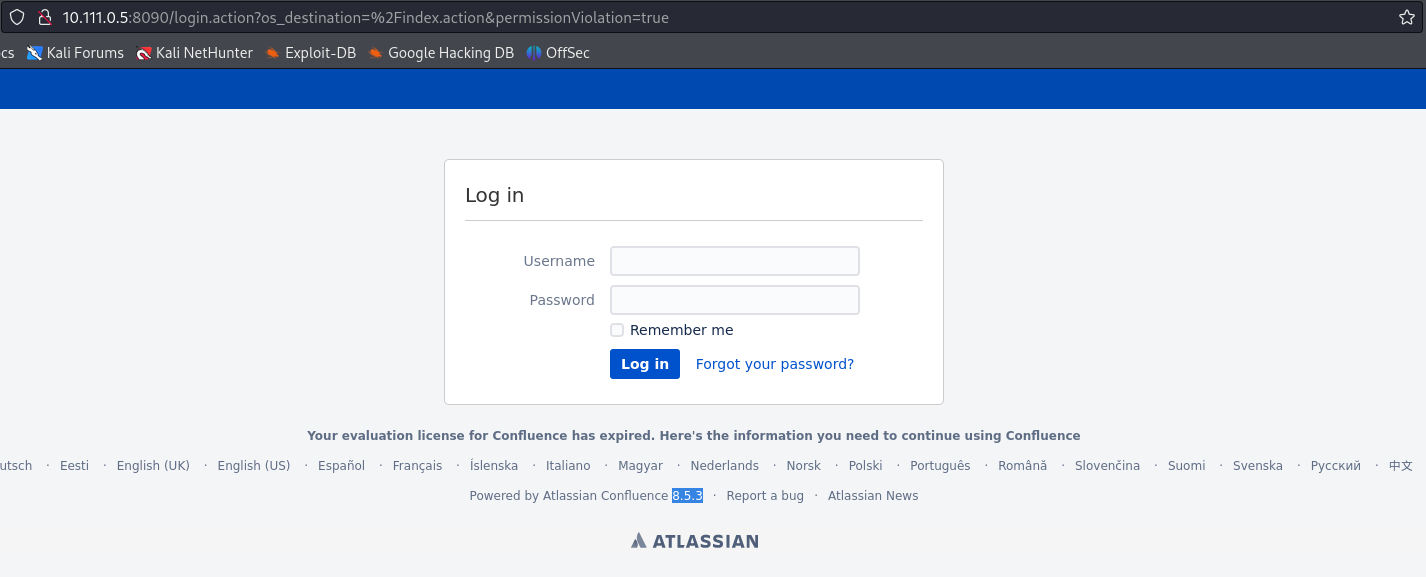 10.111.0.5:8090/login.action?os_destination=%2Findex.action&permissionViolation=true
cs Kali Forums Kali NetHunter Exploit-DB Google Hacking DB OffSec
Log in
Username
Password
Remember me
Log in Forgot your password?
Your evaluation license for Confluence has expired. Here's the information you need to continue using Confluence
utsch · Eesti · English (UK) · English (US) · Español · Français · Íslenska · Italiano · Magyar · Nederlands · Norsk · Polski · Português · Română · Slovenčina · Suomi · Svenska · Русский · 中文
Powered by Atlassian Confluence 8.5.3 · Report a bug · Atlassian News
ATLASSIAN